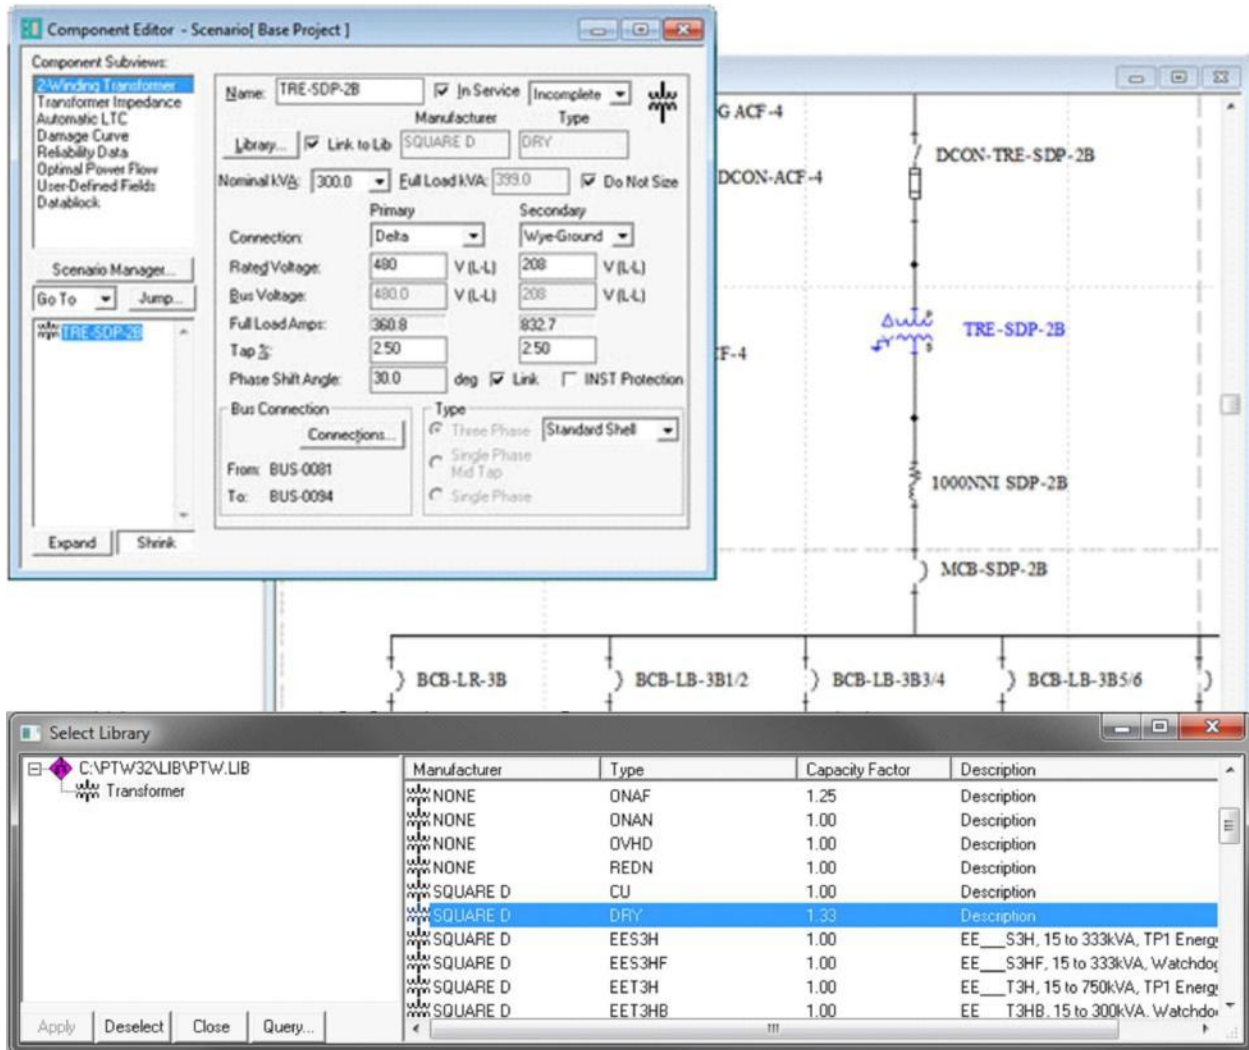 Component Editor - Scenario[ Base Project ]
Component Subviews:
2-Winding Transformer
Transformer Impedance
Automatic LTC
Damage Curve
Reliability Data
Optimal Power Flow
User-Defined Fields
Datablock
Scenario Manager...
Go To Jump...
TRE-SDP-2B
Expand Shrink
Name: TRE-SDP-2B In Service Incomplete
Manufacturer Type
Library... Link to Lib SQUARE D DRY
Nominal kVA: 300.0 Full Load kVA: 399.0 Do Not Size
Primary Secondary
Connection: Delta Wye-Ground
Rated Voltage: 480 V (L-L) 208 V (L-L)
Bus Voltage: 480.0 V (L-L) 208 V (L-L)
Full Load Amps: 360.8 832.7
Tap %: 2.50 2.50
Phase Shift Angle: 30.0 deg Link INST Protection
Bus Connection
Connections...
From: BUS-0081
To: BUS-0094
Type
Three Phase Standard Shell
Single Phase
Mid Tap
Single Phase
G ACF-4
DCON-ACF-4
F-4
DCON-TRE-SDP-2B
P
TRE-SDP-2B
S
1000NNI SDP-2B
MCB-SDP-2B
BCB-LR-3B BCB-LB-3B1/2 BCB-LB-3B3/4 BCB-LB-3B5/6
Select Library
C:\PTW32\LIB\PTW.LIB
Transformer
Apply Deselect Close Query...
Manufacturer Type Capacity Factor Description
NONE ONAF 1.25 Description
NONE ONAN 1.00 Description
NONE OVHD 1.00 Description
NONE REDN 1.00 Description
SQUARE D CU 1.00 Description
SQUARE D DRY 1.33 Description
SQUARE D EES3H 1.00 EE___S3H, 15 to 333kVA, TP1 Energy
SQUARE D EES3HF 1.00 EE___S3HF, 15 to 333kVA, Watchdog
SQUARE D EET3H 1.00 EE___T3H, 15 to 750kVA, TP1 Energy
SQUARE D EET3HB 1.00 EE___T3HB, 15 to 300kVA, Watchdo